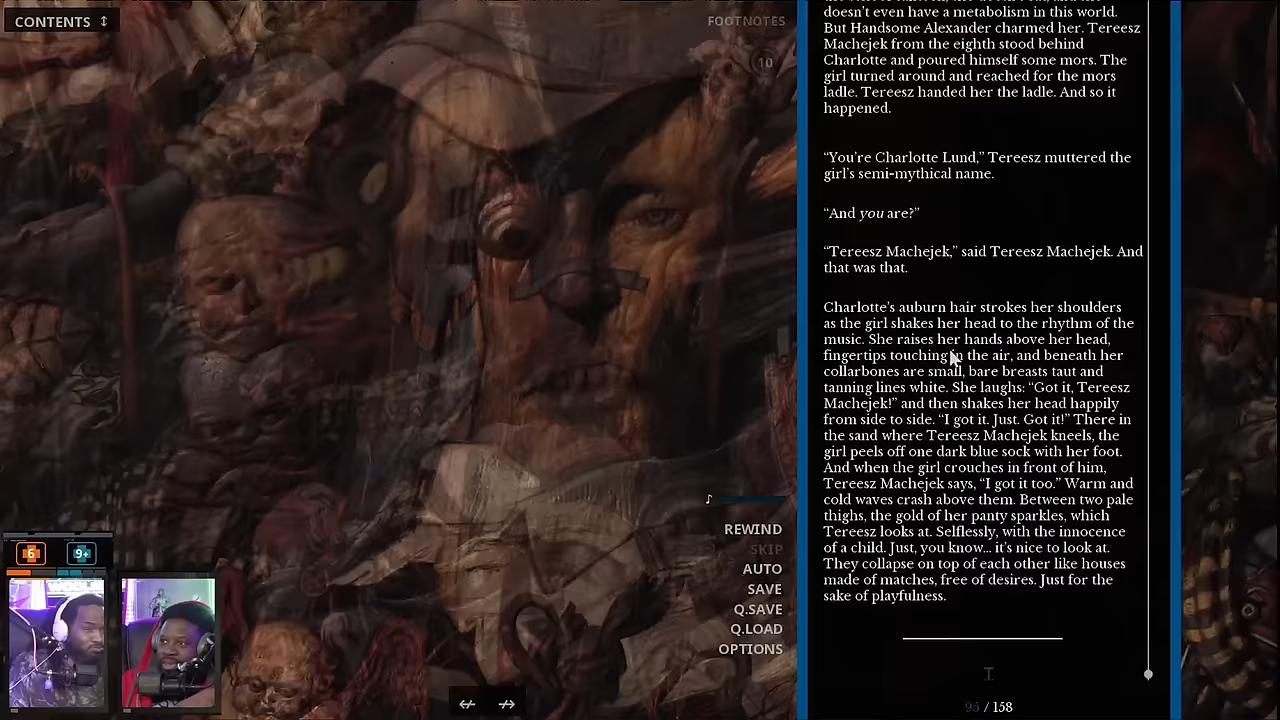 CONTENTS
FOOTNOTES
10
doesn't even have a metabolism in this world.
But Handsome Alexander charmed her. Tereesz
Machejek from the eighth stood behind
Charlotte and poured himself some mors. The
girl turned around and reached for the mors
ladle. Tereesz handed her the ladle. And so it
happened.
“You're Charlotte Lund,” Tereesz muttered the
girl's semi-mythical name.
“And you are?”
“Tereesz Machejek,” said Tereesz Machejek. And
that was that.
Charlotte's auburn hair strokes her shoulders
as the girl shakes her head to the rhythm of the
music. She raises her hands above her head,
fingertips touching in the air, and beneath her
collarbones are small, bare breasts taut and
tanning lines white. She laughs: “Got it, Tereesz
Machejek!” and then shakes her head happily
from side to side. “I got it. Just. Got it!” There in
the sand where Tereesz Machejek kneels, the
girl peels off one dark blue sock with her foot.
And when the girl crouches in front of him,
Tereesz Machejek says, “I got it too.” Warm and
cold waves crash above them. Between two pale
thighs, the gold of her panty sparkles, which
Tereesz looks at. Selflessly, with the innocence
of a child. Just, you know... it's nice to look at.
They collapse on top of each other like houses
made of matches, free of desires. Just for the
sake of playfulness.
REWIND
SKIP
AUTO
SAVE
Q.SAVE
Q.LOAD
OPTIONS
6
9+
/ 158